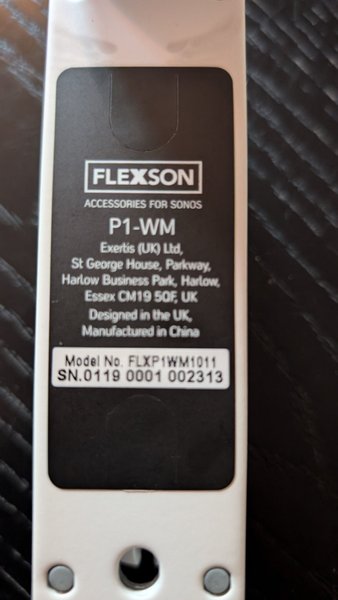 FLEXSON
ACCESSORIES FOR SONOS
P1-WM
Exertis (UK) Ltd,
St George House, Parkway,
Harlow Business Park, Harlow,
Essex CM19 5QF, UK
Designed in the UK,
Manufactured in China
Model No. FLXP1WM1011
SN.0119 0001 002313